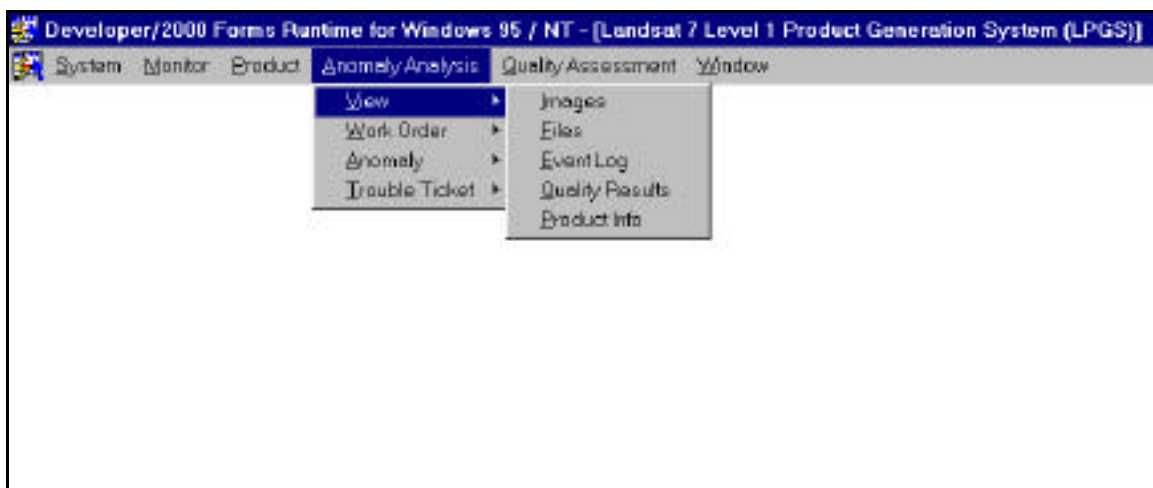 Developer/2000 Forms Runtime for Windows 95 / NT - [Landsat 7 Level 1 Product Generation System (LPGS)]
System Monitor Product Anomaly Analysis Quality Assessment Window
View
Work Order
Anomaly
Trouble Ticket
Images
Files
Event Log
Quality Results
Product Info